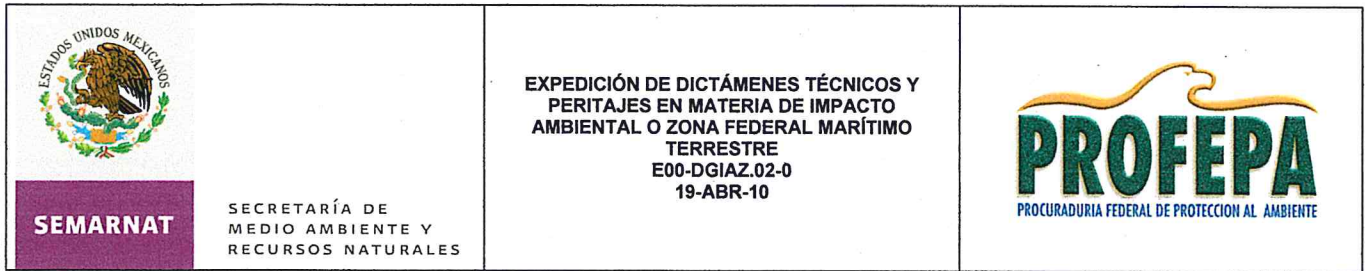 ESTADOS UNIDOS MEXICANOS
SEMARNAT
SECRETARÍA DE
MEDIO AMBIENTE Y
RECURSOS NATURALES
EXPEDICIÓN DE DICTÁMENES TÉCNICOS Y
PERITAJES EN MATERIA DE IMPACTO
AMBIENTAL O ZONA FEDERAL MARÍTIMO
TERRESTRE
E00-DGIAZ.02-0
19-ABR-10
PROFEPA
PROCURADURIA FEDERAL DE PROTECCION AL AMBIENTE